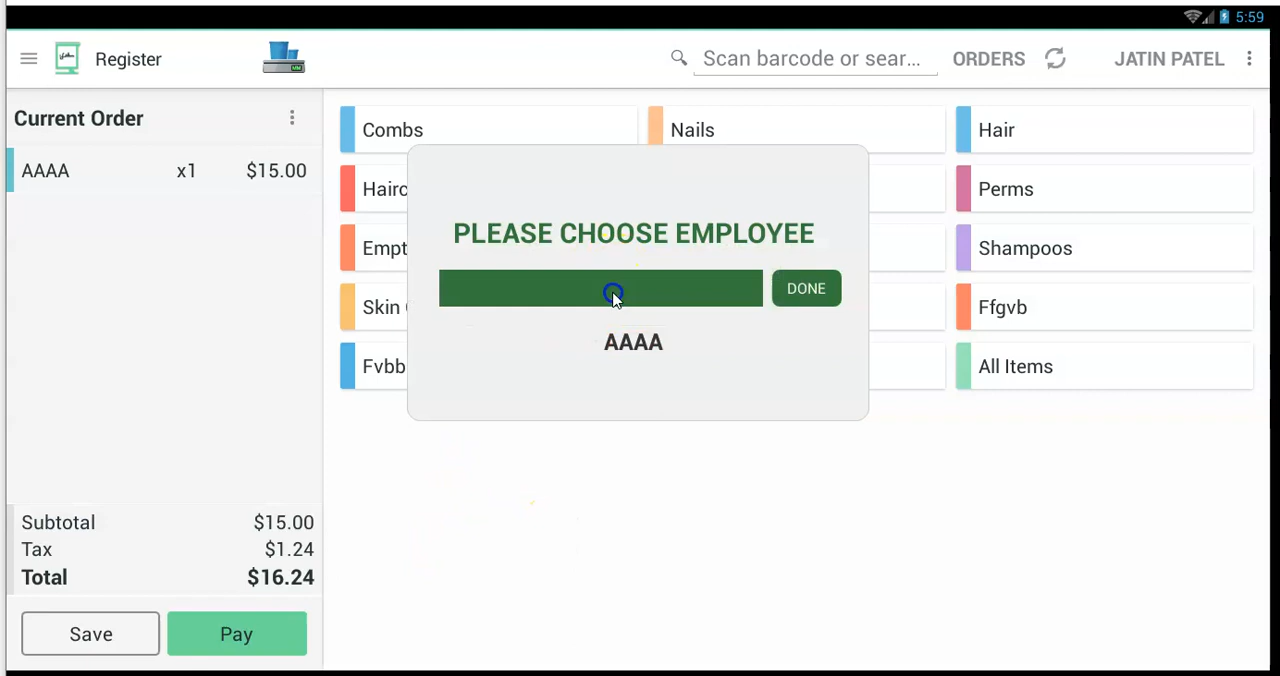 5:59
Register
Scan barcode or sear...
ORDERS
JATIN PATEL
Current Order
AAAA x1 $15.00
Subtotal $15.00
Tax $1.24
Total $16.24
Save
Pay
Combs
Nails
Hair
Perms
Shampoos
Skin
Ffgvb
All Items
PLEASE CHOOSE EMPLOYEE
DONE
AAAA